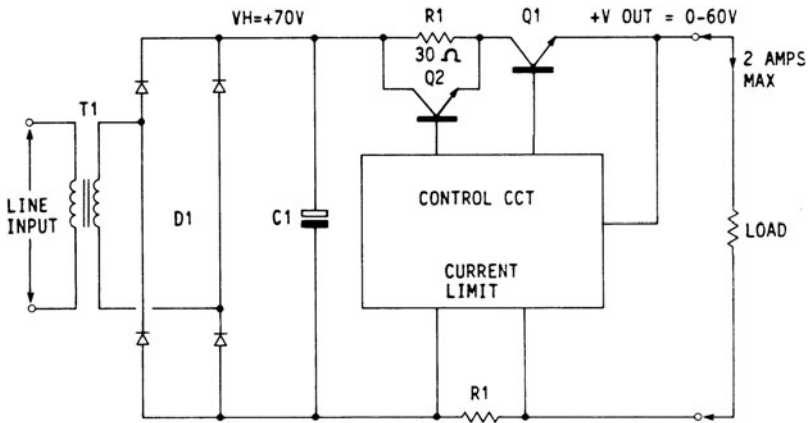 VH=+70V
R1
Q1
+V OUT = 0-60V
30 Ω
Q2
2 AMPS
MAX
T1
LINE
INPUT
D1
C1
CONTROL CCT
CURRENT
LIMIT
LOAD
R1